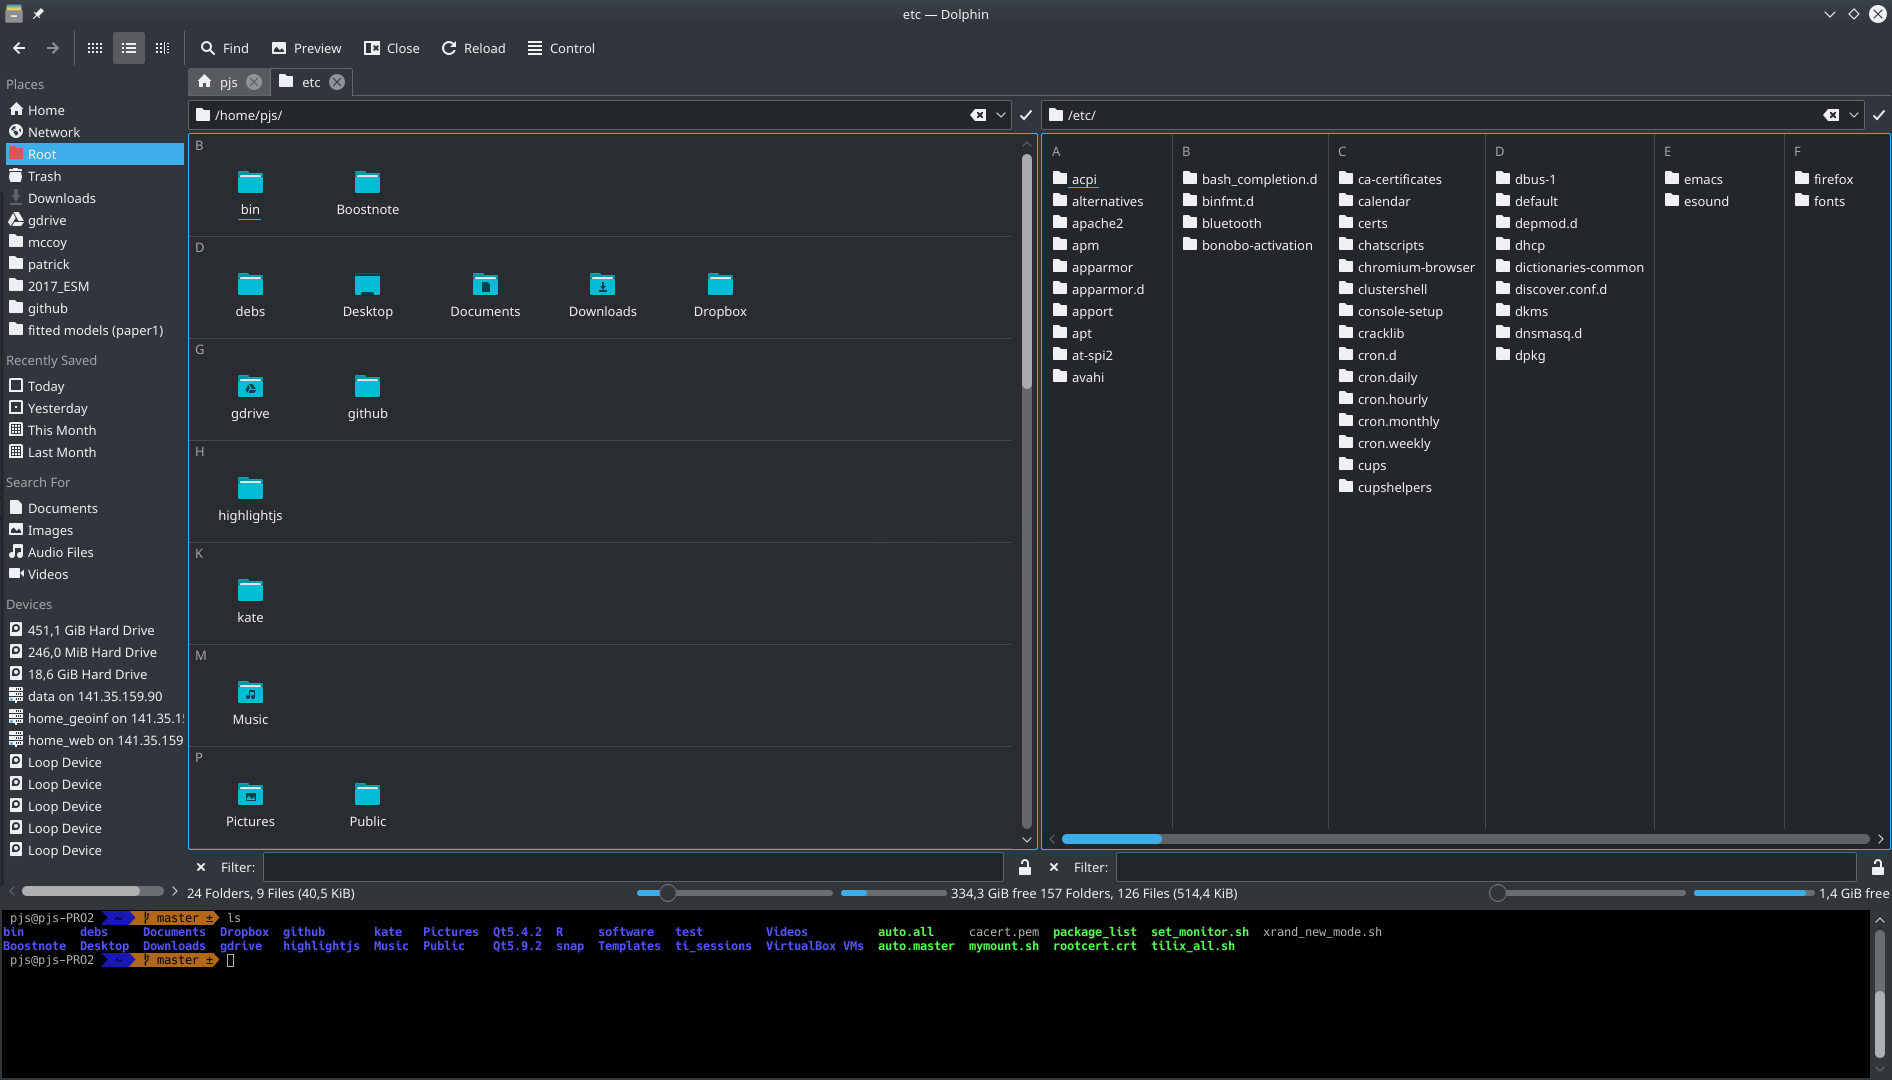 etc — Dolphin
Find Preview Close Reload Control
Places
Home
Network
Root
Trash
Downloads
gdrive
mccoy
patrick
2017_ESM
github
fitted models (paper1)
Recently Saved
Today
Yesterday
This Month
Last Month
Search For
Documents
Images
Audio Files
Videos
Devices
451,1 GiB Hard Drive
246,0 MiB Hard Drive
18,6 GiB Hard Drive
data on 141.35.159.90
home_geoinf on 141.35.15
home_web on 141.35.159
Loop Device
Loop Device
Loop Device
Loop Device
Loop Device
pjs etc
/home/pjs/
B
bin Boostnote
D
debs Desktop Documents Downloads Dropbox
G
gdrive github
H
highlightjs
K
kate
M
Music
P
Pictures Public
Filter:
24 Folders, 9 Files (40,5 KiB) 334,3 GiB free
/etc/
A
acpi
alternatives
apache2
apm
apparmor
apparmor.d
apport
apt
at-spi2
avahi
B
bash_completion.d
binfmt.d
bluetooth
bonobo-activation
C
ca-certificates
calendar
certs
chatscripts
chromium-browser
clustershell
console-setup
cracklib
cron.d
cron.daily
cron.hourly
cron.monthly
cron.weekly
cups
cupshelpers
D
dbus-1
default
depmod.d
dhcp
dictionaries-common
discover.conf.d
dkms
dnsmasq.d
dpkg
E
emacs
esound
F
firefox
fonts
Filter:
157 Folders, 126 Files (514,4 KiB) 1,4 GiB free
pjs@pjs-PRO2 ~ master ± ls
bin debs Documents Dropbox github kate Pictures Qt5.4.2 R software test Videos auto.all cacert.pem package_list set_monitor.sh xrand_new_mode.sh
Boostnote Desktop Downloads gdrive highlightjs Music Public Qt5.9.2 snap Templates ti_sessions VirtualBox VMs auto.master mymount.sh rootcert.crt tilix_all.sh
pjs@pjs-PRO2 ~ master ±